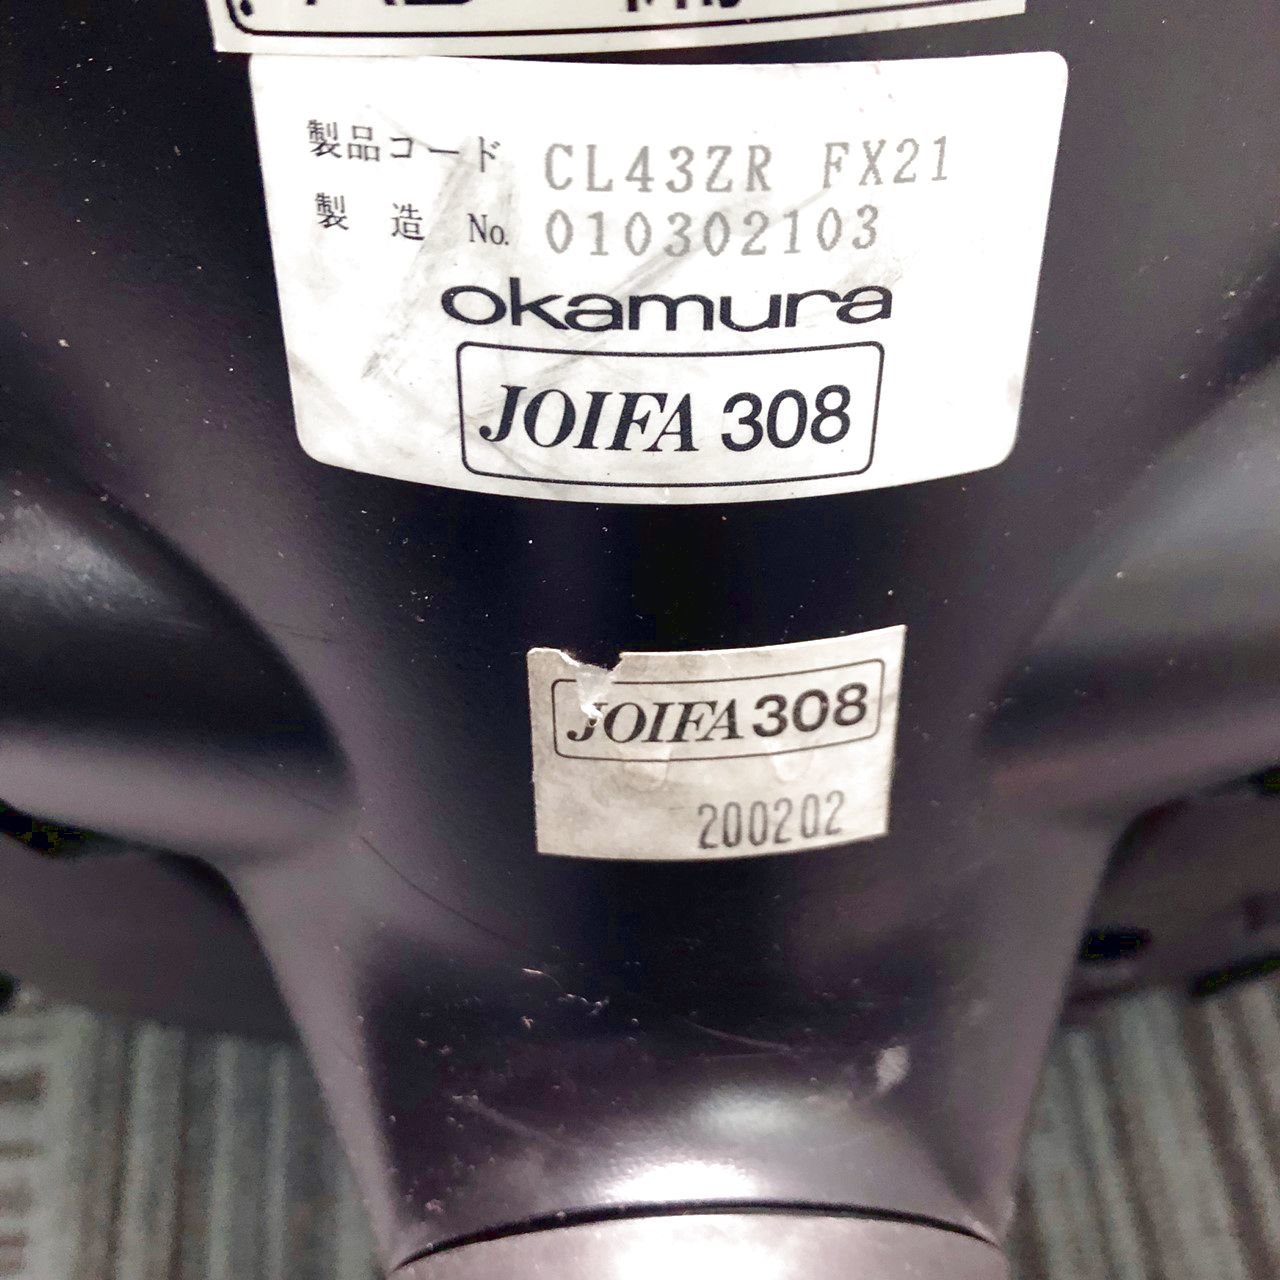 製品コード CL43ZR FX21
製 造 No. 010302103
okamura
JOIFA 308
JOIFA 308
200202